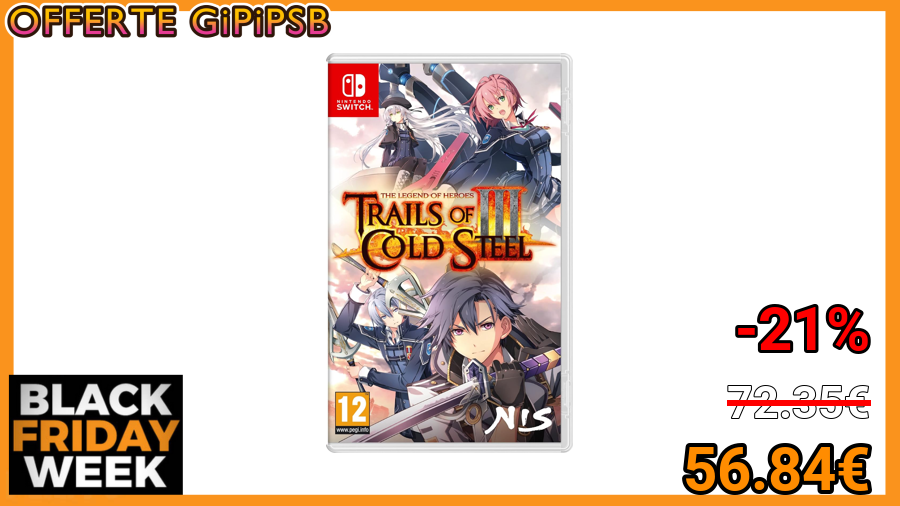 OFFERTE GiPiPSB
NINTENDO
SWITCH.
THE LEGEND OF HEROES
TRAILS OF
COLD STEEL
III
12
www.pegi.info
NIS
BLACK
FRIDAY
WEEK
-21%
72.35€
56.84€